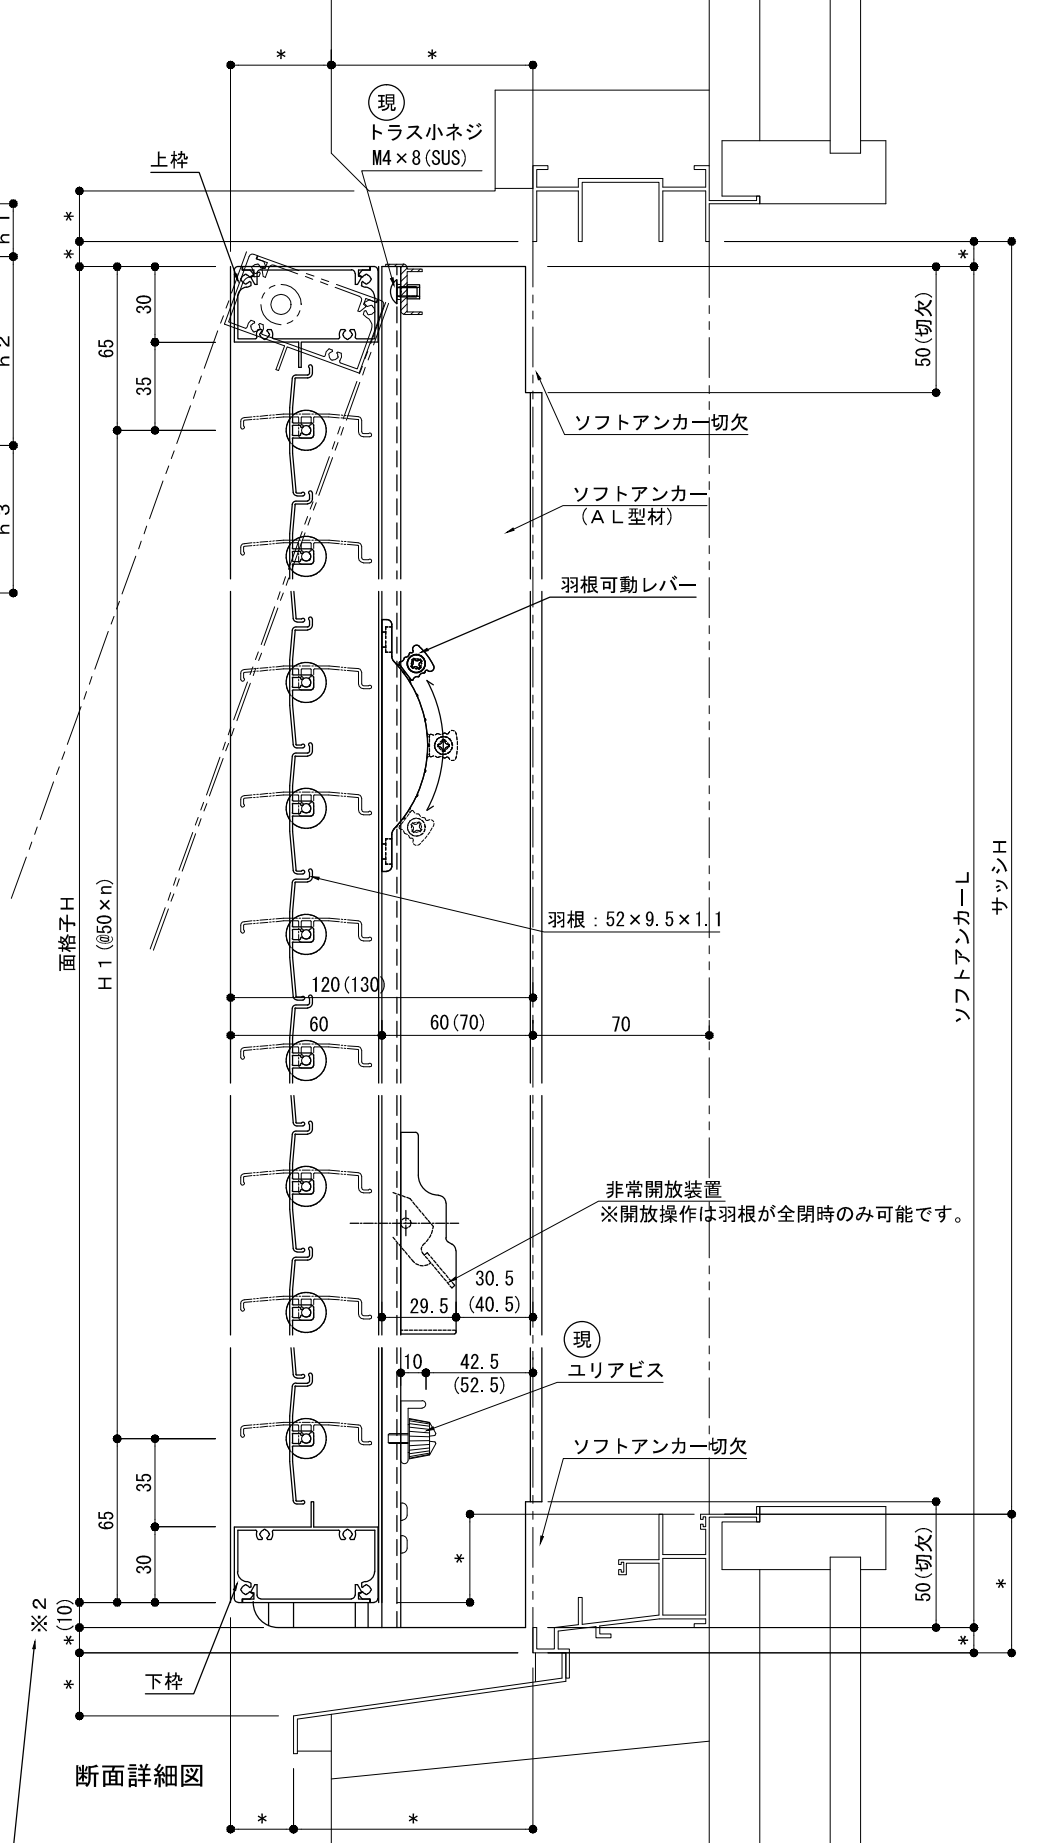 *
*
現
トラス小ネジ
M4×8(SUS)
上枠
*
*
*
h1
h2
h3
30
65
35
50(切欠)
ソフトアンカー切欠
ソフトアンカー
(AL型材)
羽根可動レバー
面格子H
H1(@50×n)
羽根：52×9.5×1.1
ソフトアンカーL
サッシH
120(130)
60
60(70)
70
非常開放装置
※開放操作は羽根が全閉時のみ可能です。
30.5
29.5
(40.5)
現
10
42.5
(52.5)
ユリアビス
ソフトアンカー切欠
35
65
30
*
50(切欠)
*
※2
(10)
*
*
*
下枠
断面詳細図
*
*